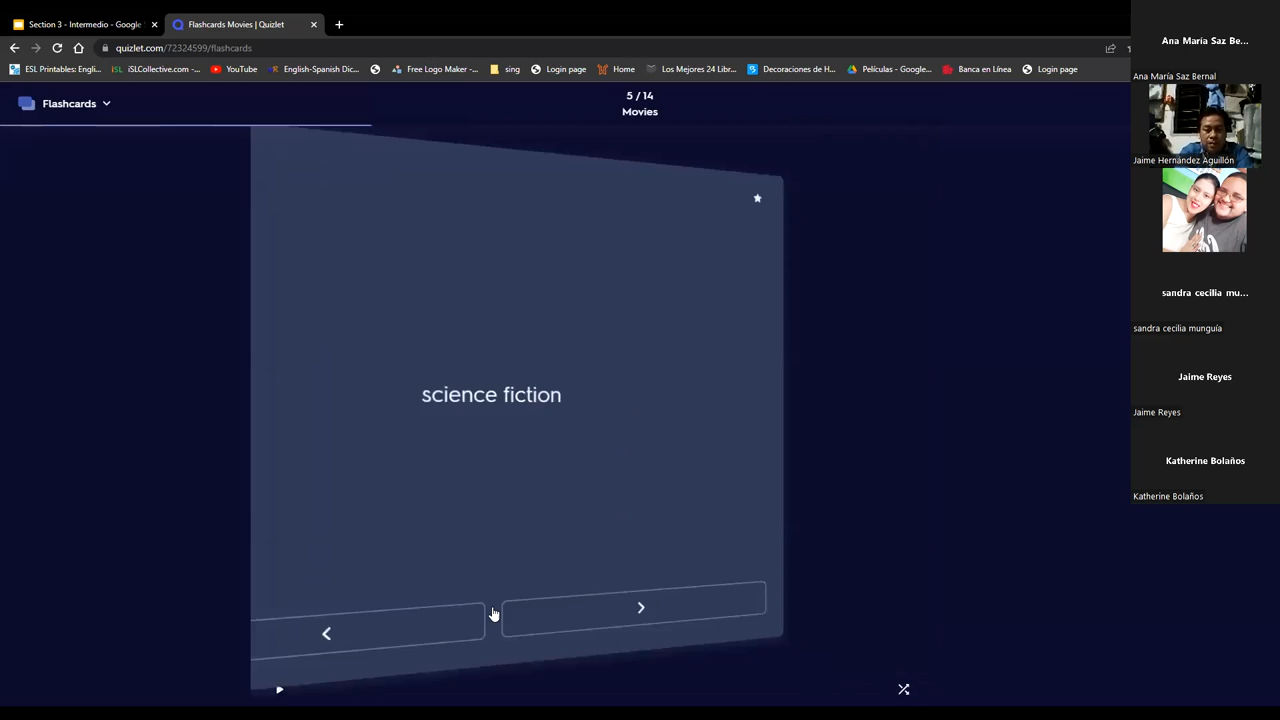 Section 3 - Intermedio - Google
Flashcards Movies | Quizlet
quizlet.com/72324599/flashcards
ESL Printables: Engli...
iSLCollective.com -...
YouTube
English-Spanish Dic...
Free Logo Maker -...
sing
Login page
Home
Los Mejores 24 Libr...
Decoraciones de H...
Películas - Google...
Banca en Línea
Login page
Flashcards
5 / 14
Movies
science fiction
Ana María Saz Be...
Ana María Saz Bernal
Jaime Hernández Aguillón
sandra cecilia mu...
sandra cecilia munguía
Jaime Reyes
Jaime Reyes
Katherine Bolaños
Katherine Bolaños